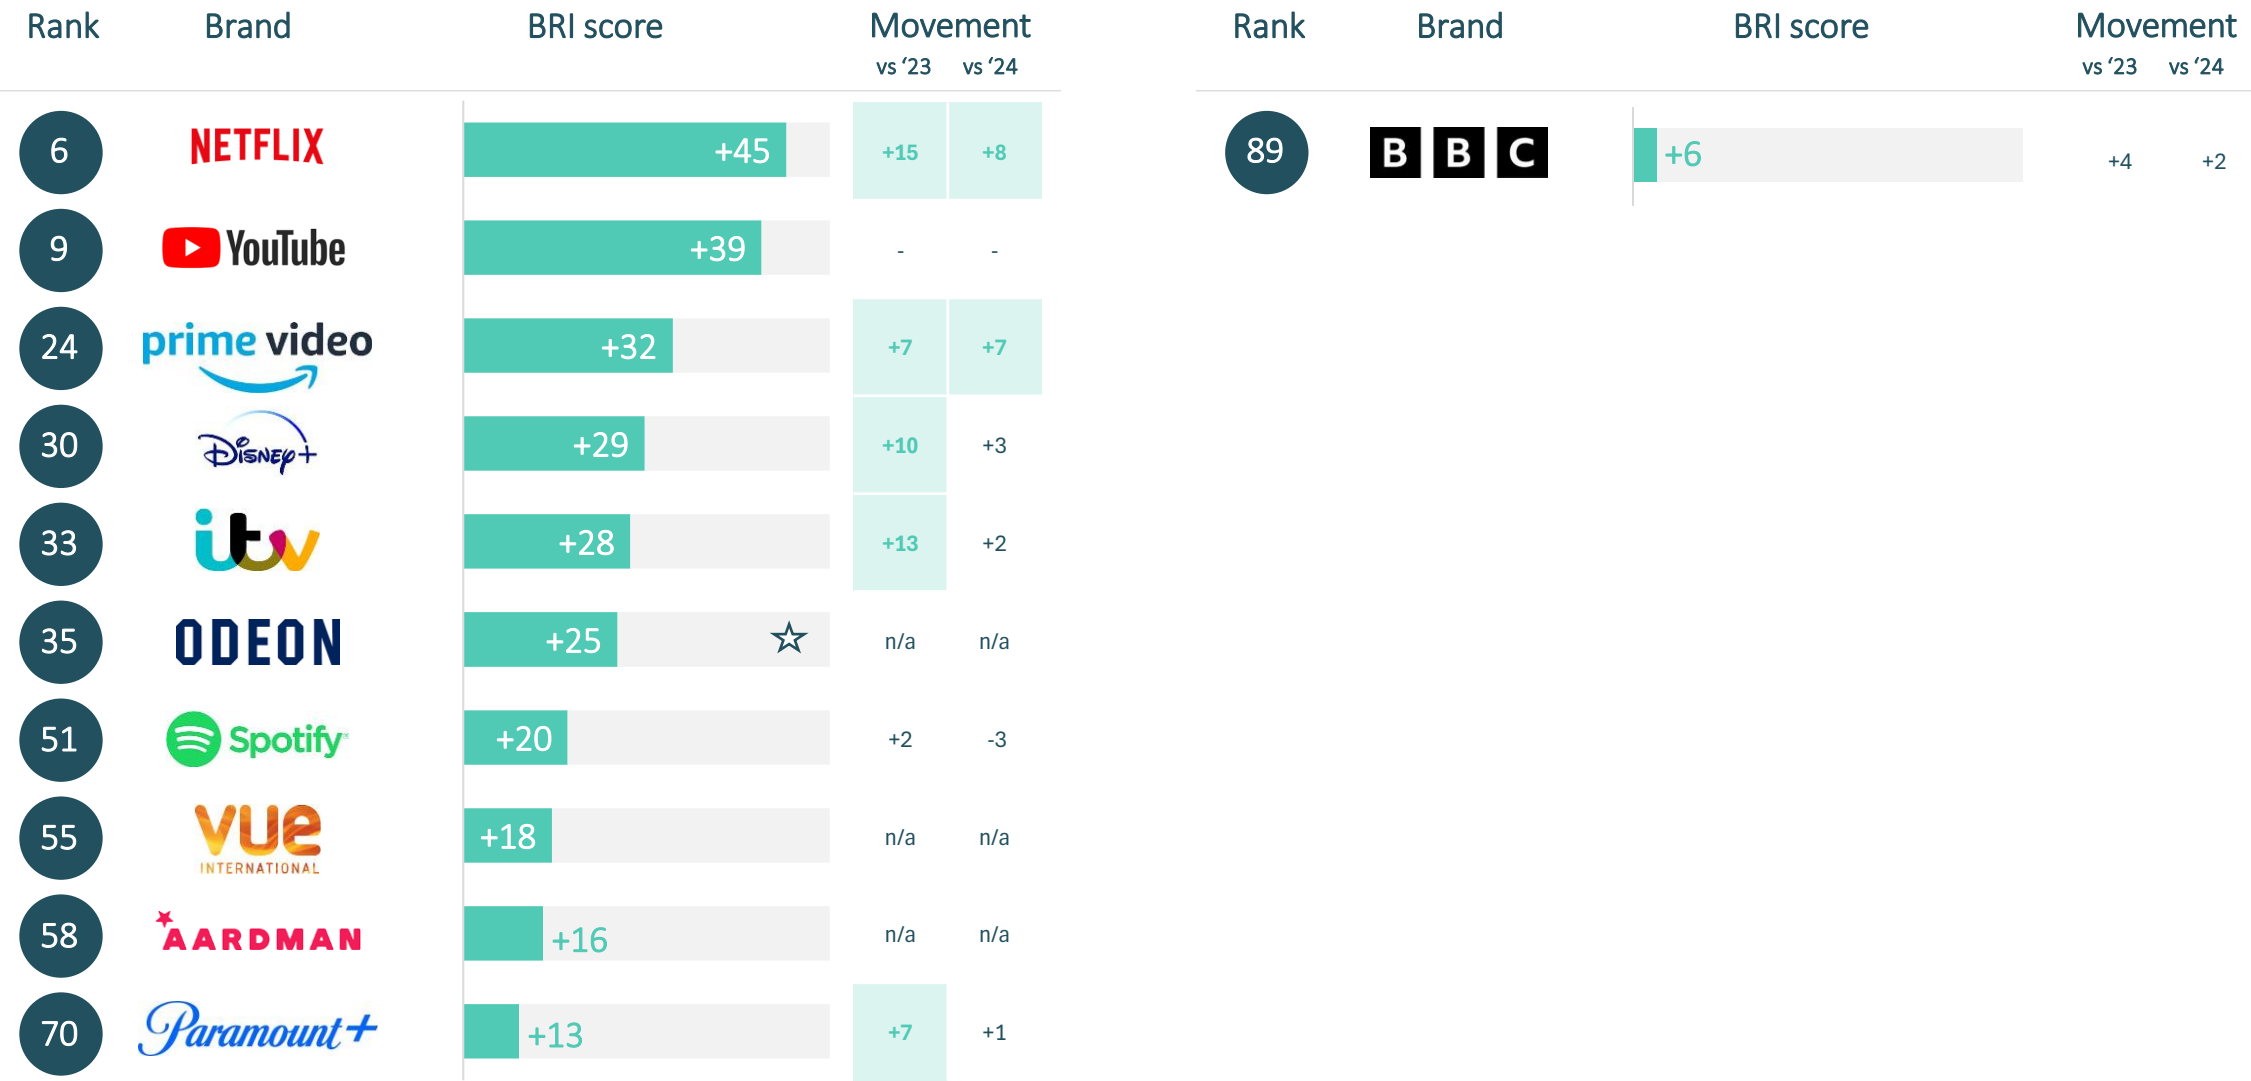 Rank Brand BRI score Movement
vs ‘23 vs ‘24
6 NETFLIX +45 +15 +8
9 YouTube +39 - -
24 prime video +32 +7 +7
30 Disney+ +29 +10 +3
33 itv +28 +13 +2
35 ODEON +25 n/a n/a
51 Spotify +20 +2 -3
55 VUE INTERNATIONAL +18 n/a n/a
58 AARDMAN +16 n/a n/a
70 Paramount+ +13 +7 +1
Rank Brand BRI score Movement
vs ‘23 vs ‘24
89 BBC +6 +4 +2